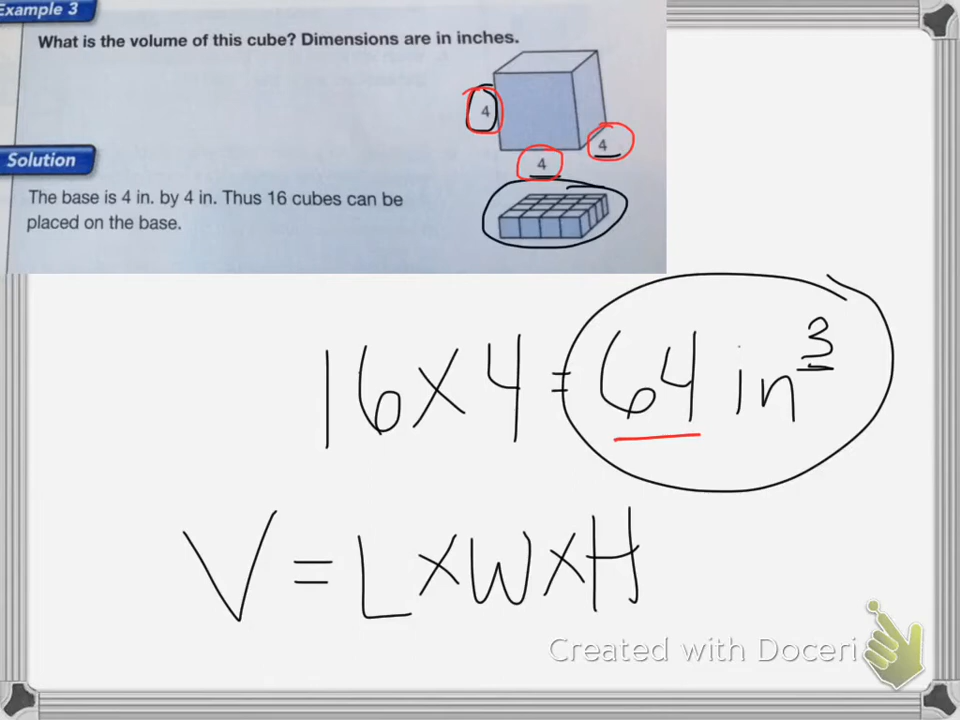 Example 3
What is the volume of this cube? Dimensions are in inches.
4
4
4
Solution
The base is 4 in. by 4 in. Thus 16 cubes can be
placed on the base.
16 X 4 = 64 in³
V = L X W X H
Created with Doceri